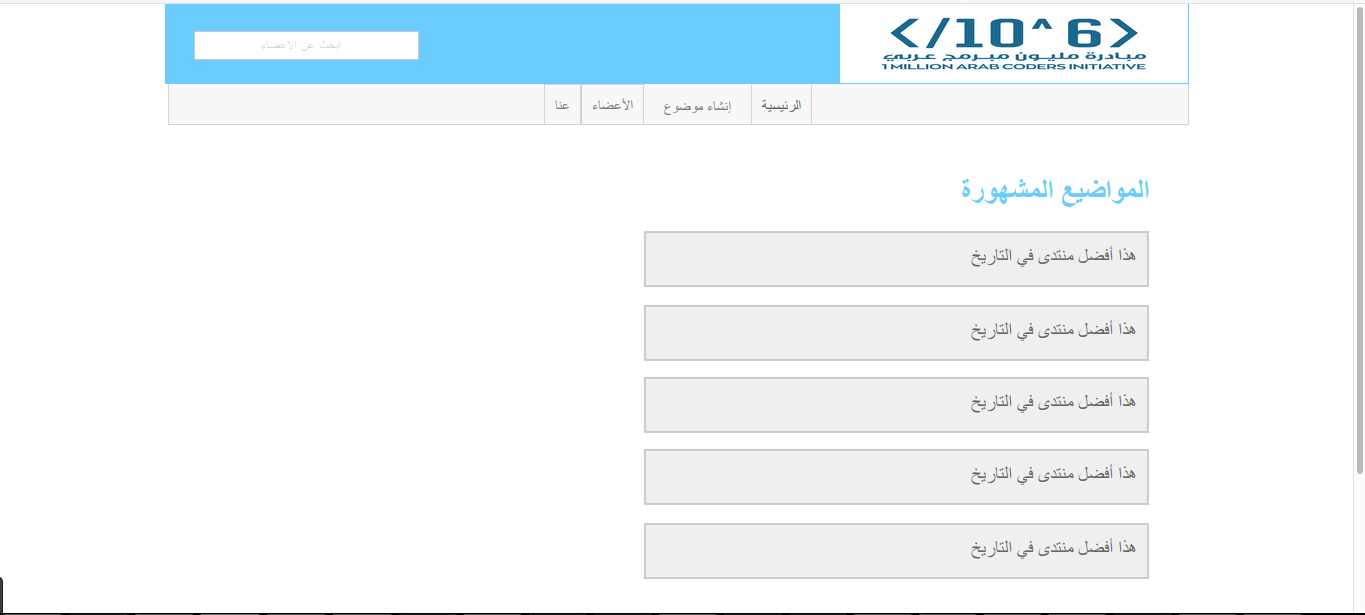 </10^6>
مبادرة مليون مبرمج عربي
1 MILLION ARAB CODERS INITIATIVE
ابحث عن الاعضاء
الرئيسية
إنشاء موضوع
الأعضاء
عنا
المواضيع المشهورة
هذا أفضل منتدى في التاريخ
هذا أفضل منتدى في التاريخ
هذا أفضل منتدى في التاريخ
هذا أفضل منتدى في التاريخ
هذا أفضل منتدى في التاريخ